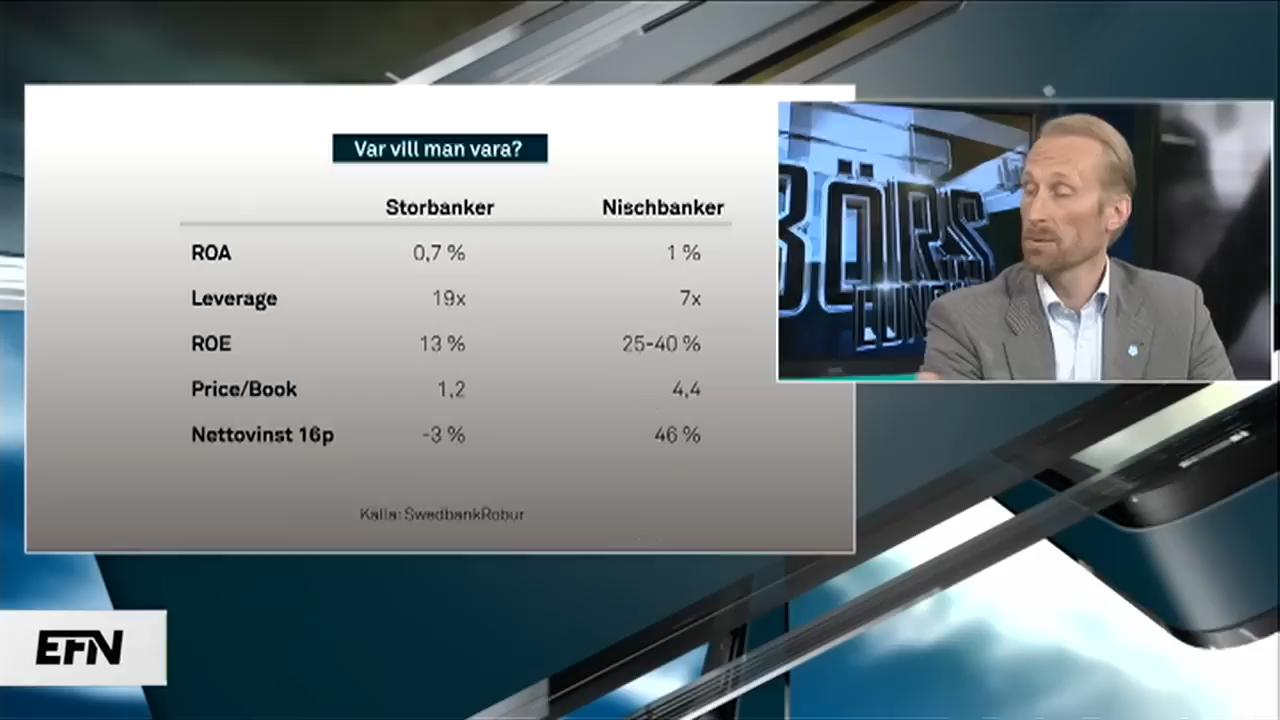 Var vill man vara?
Storbanker Nischbanker
ROA 0,7 % 1 %
Leverage 19x 7x
ROE 13 % 25-40 %
Price/Book 1,2 4,4
Nettovinst 16p -3 % 46 %
Källa: SwedbankRobur
BÖRS
EFN